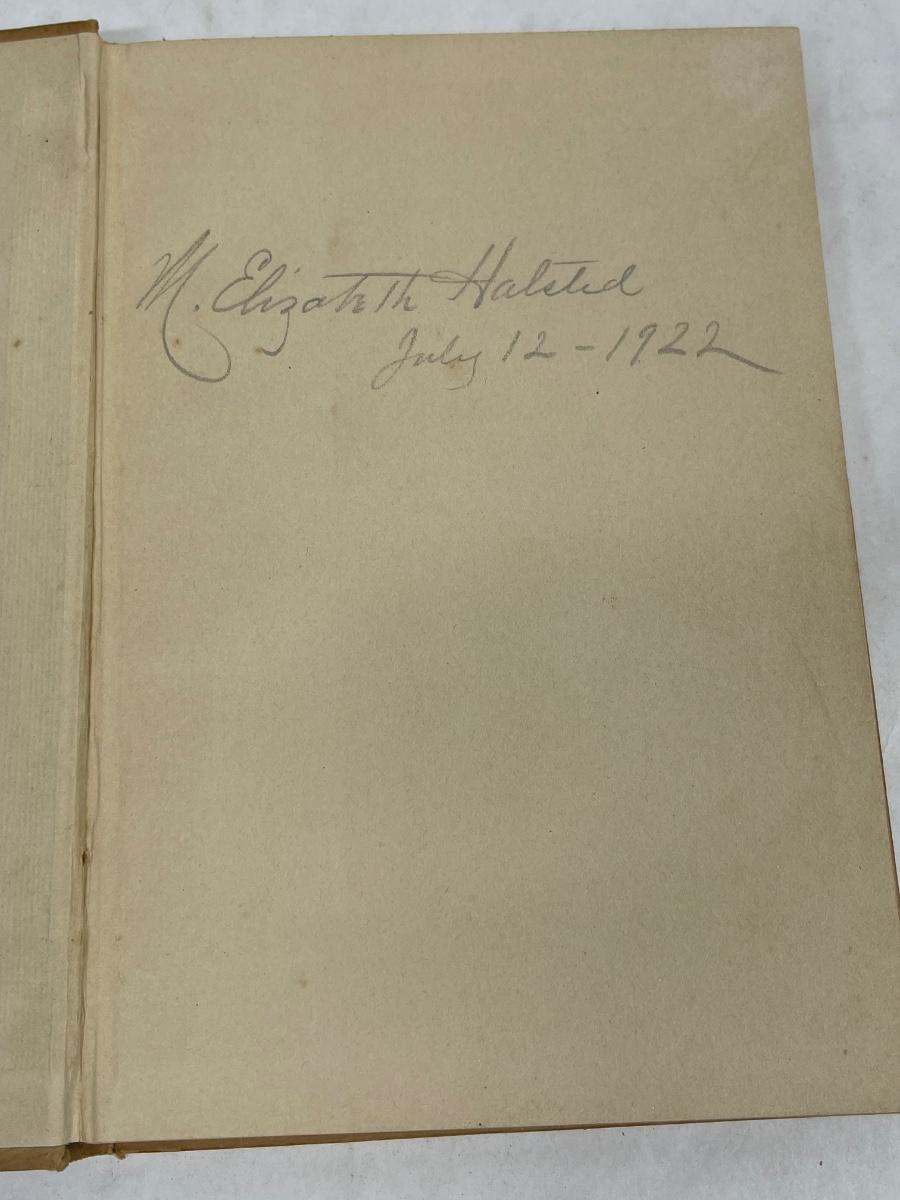 M. Elizabeth Halsted
July 12 - 1922